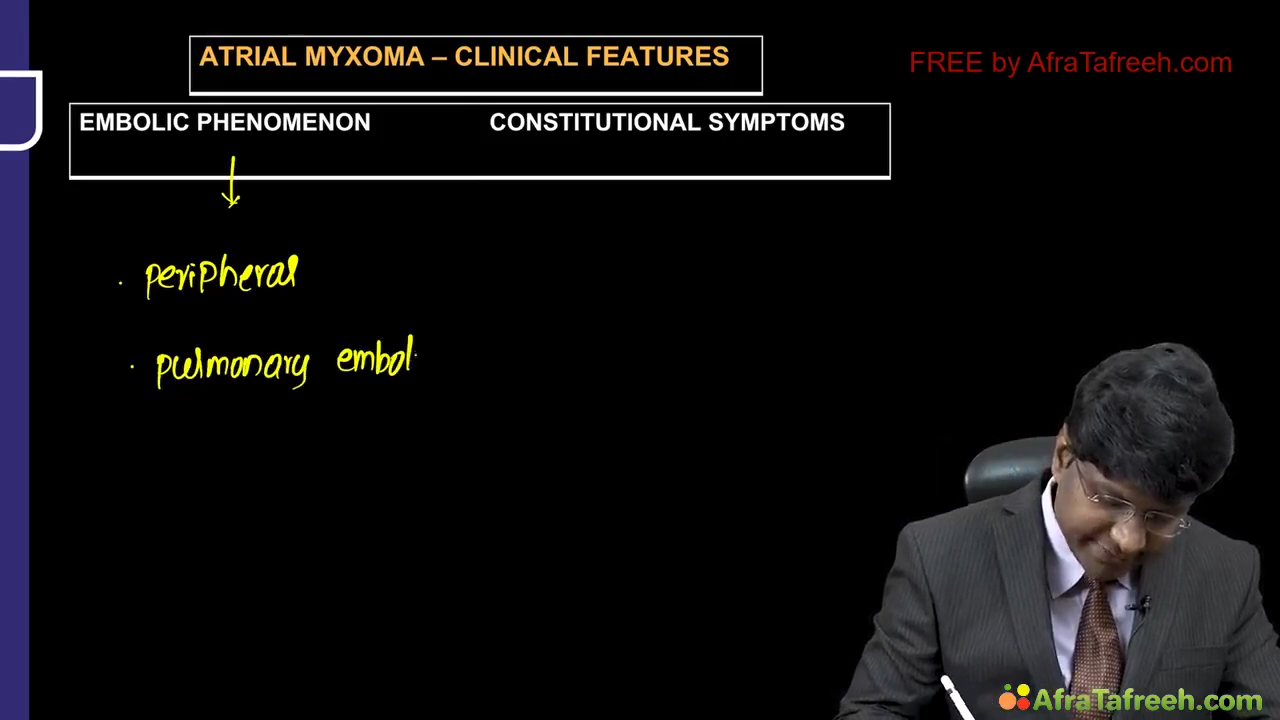 ATRIAL MYXOMA – CLINICAL FEATURES
FREE by AfraTafreeh.com
EMBOLIC PHENOMENON CONSTITUTIONAL SYMPTOMS
. peripheral
. pulmonary embol
AfraTafreeh.com